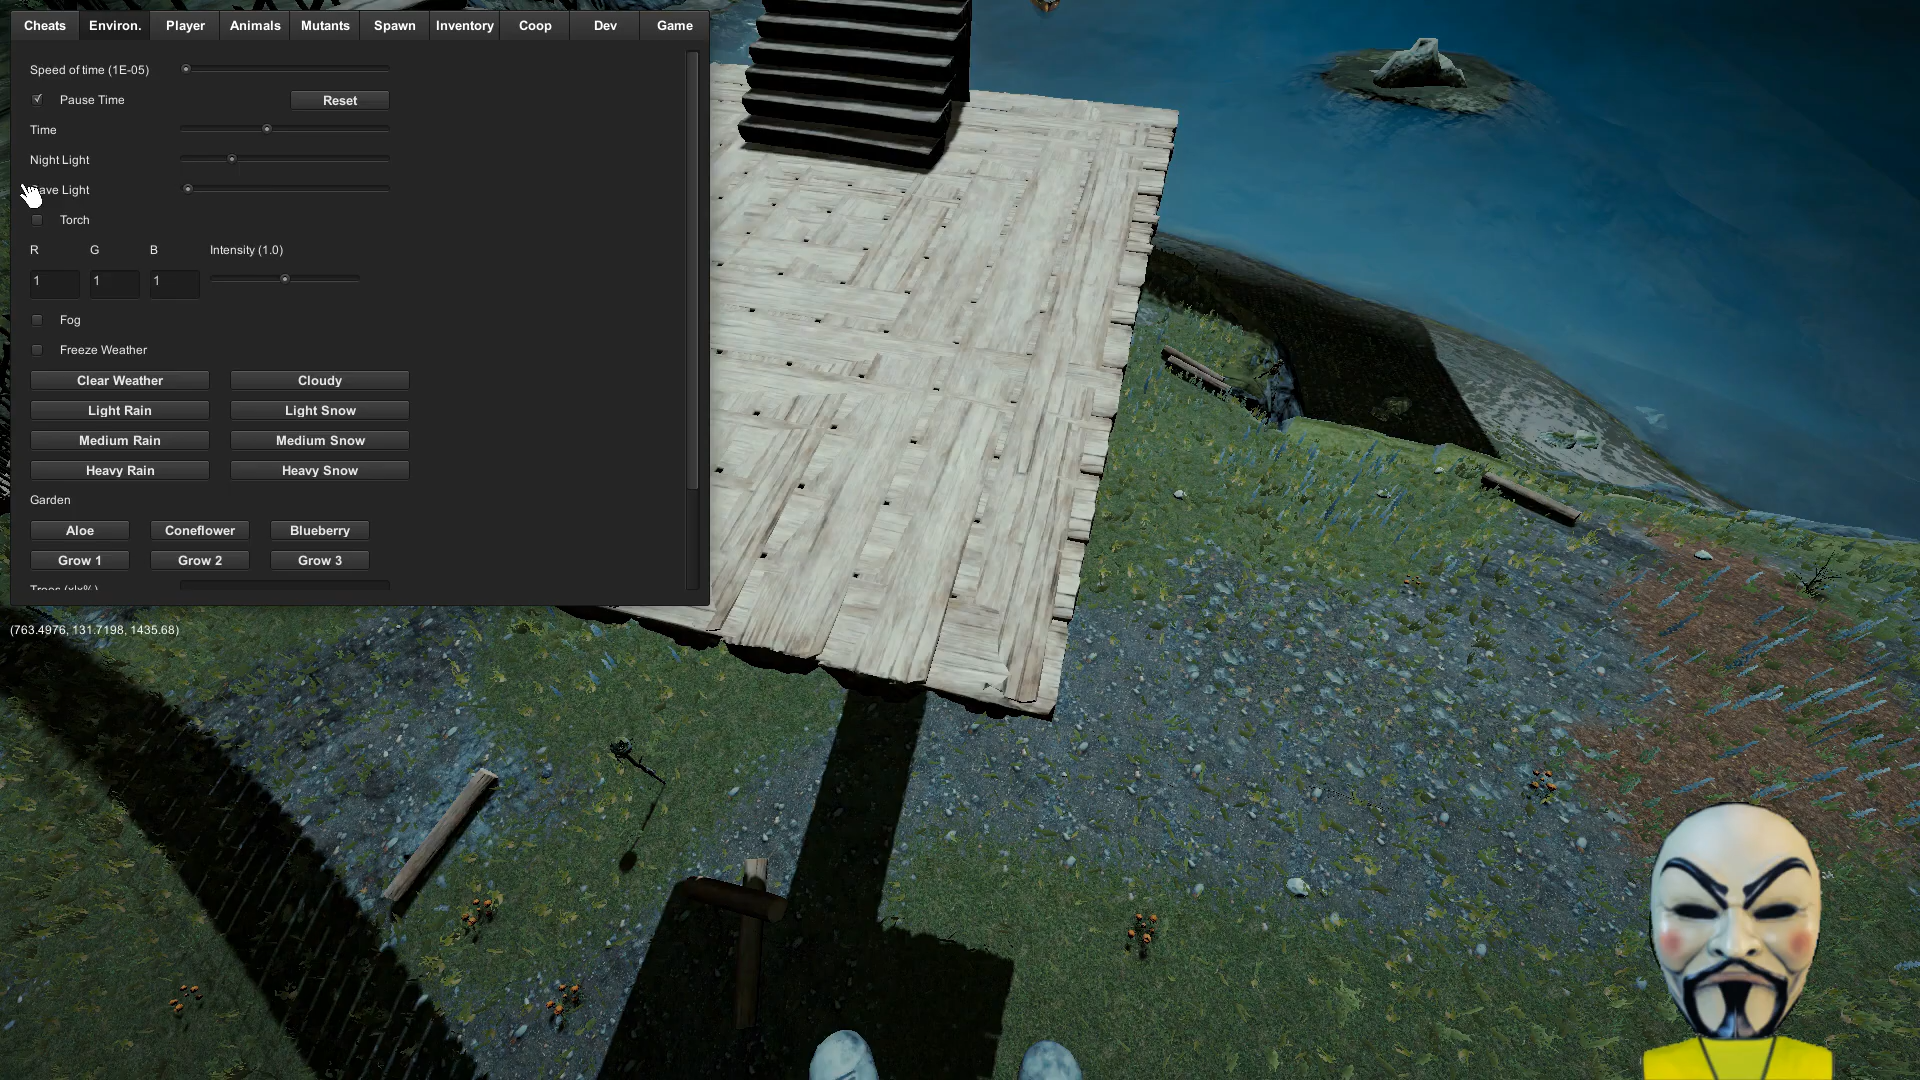 Cheats Environ. Player Animals Mutants Spawn Inventory Coop Dev Game
Speed of time (1E-05)
Pause Time Reset
Time
Night Light
ave Light
Torch
R G B Intensity (1.0)
1 1 1
Fog
Freeze Weather
Clear Weather Cloudy
Light Rain Light Snow
Medium Rain Medium Snow
Heavy Rain Heavy Snow
Garden
Aloe Coneflower Blueberry
Grow 1 Grow 2 Grow 3
(763.4976, 131.7198, 1435.68)